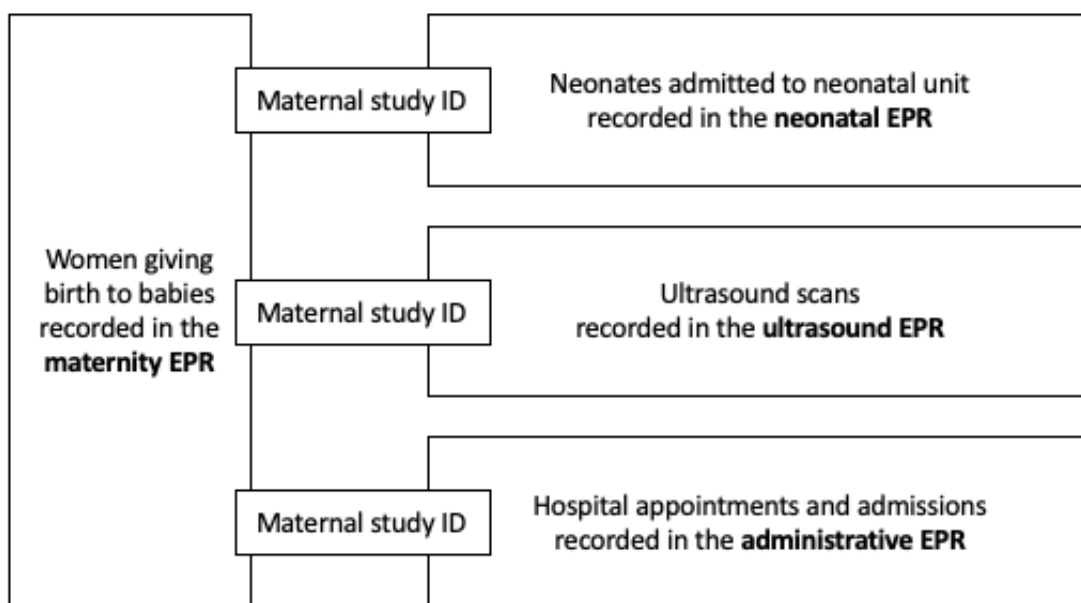 Women giving
birth to babies
recorded in the
maternity EPR
Maternal study ID
Neonates admitted to neonatal unit
recorded in the neonatal EPR
Maternal study ID
Ultrasound scans
recorded in the ultrasound EPR
Maternal study ID
Hospital appointments and admissions
recorded in the administrative EPR